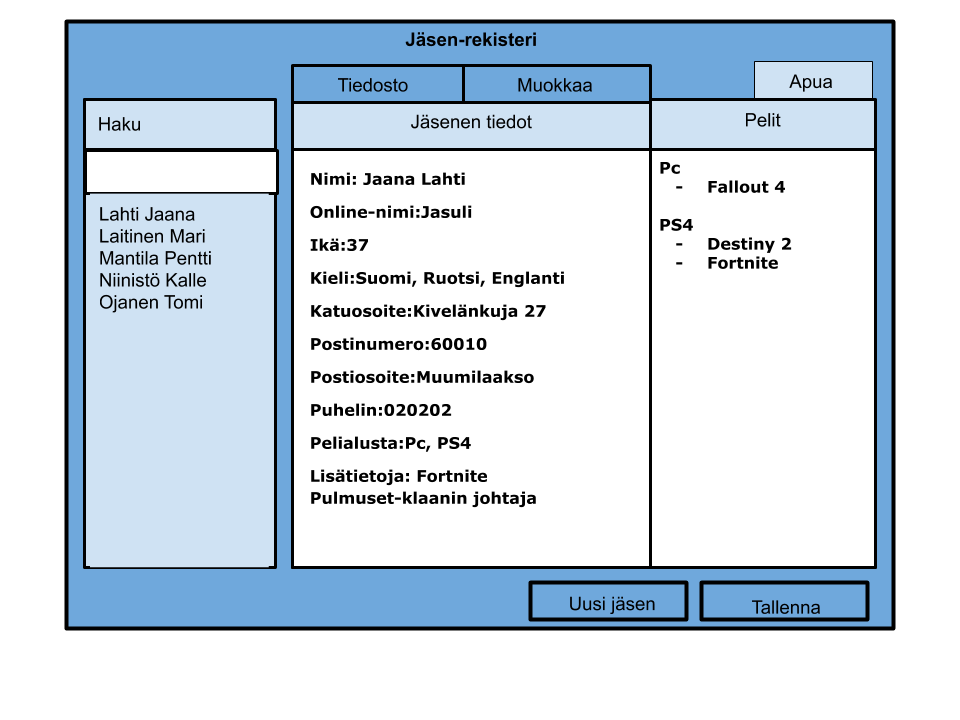 Jäsen-rekisteri
Tiedosto
Muokkaa
Apua
Haku
Jäsenen tiedot
Pelit
Lahti Jaana
Laitinen Mari
Mantila Pentti
Niinistö Kalle
Ojanen Tomi
Nimi: Jaana Lahti
Online-nimi:Jasuli
Ikä:37
Kieli:Suomi, Ruotsi, Englanti
Katuosoite:Kivelänkuja 27
Postinumero:60010
Postiosoite:Muumilaakso
Puhelin:020202
Pelialusta:Pc, PS4
Lisätietoja: Fortnite
Pulmuset-klaanin johtaja
Pc
- Fallout 4
PS4
- Destiny 2
- Fortnite
Uusi jäsen
Tallenna